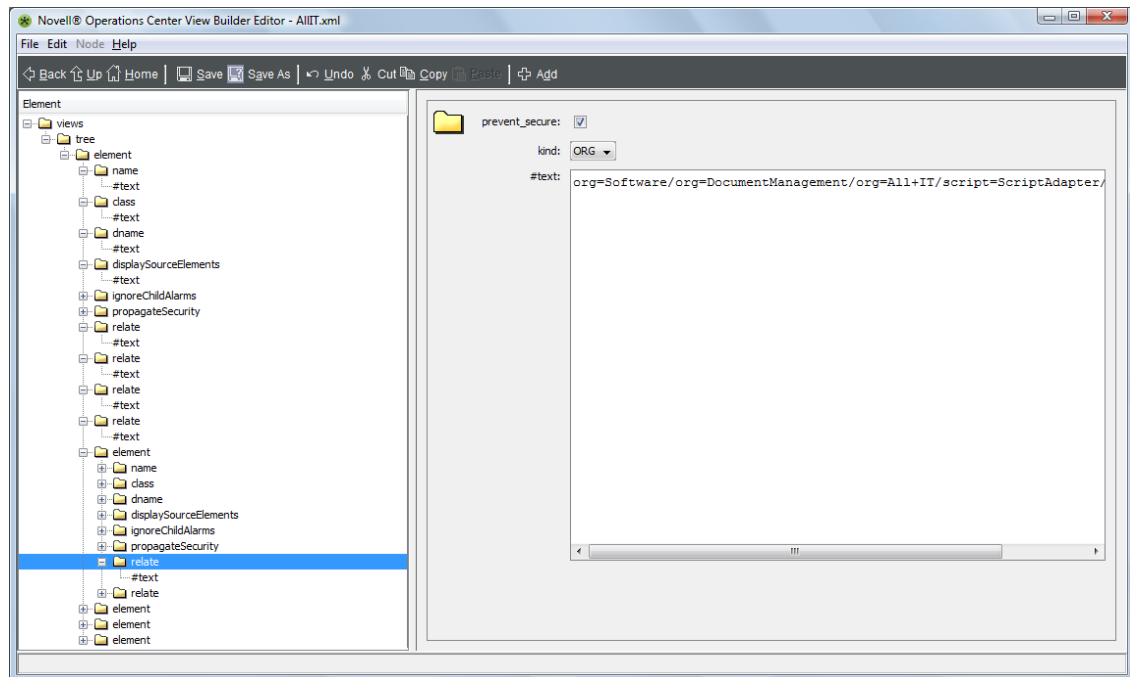 Novell® Operations Center View Builder Editor - AllIT.xml
File Edit Node Help
Back Up Home Save Save As Undo Cut Copy Paste Add
Element
views
tree
element
name
#text
class
#text
dname
#text
displaySourceElements
#text
ignoreChildAlarms
propagateSecurity
relate
#text
relate
#text
relate
#text
relate
#text
element
name
class
dname
displaySourceElements
ignoreChildAlarms
propagateSecurity
relate
#text
relate
element
element
element
prevent_secure:
kind: ORG
#text: org=Software/org=DocumentManagement/org=All+IT/script=ScriptAdapter/